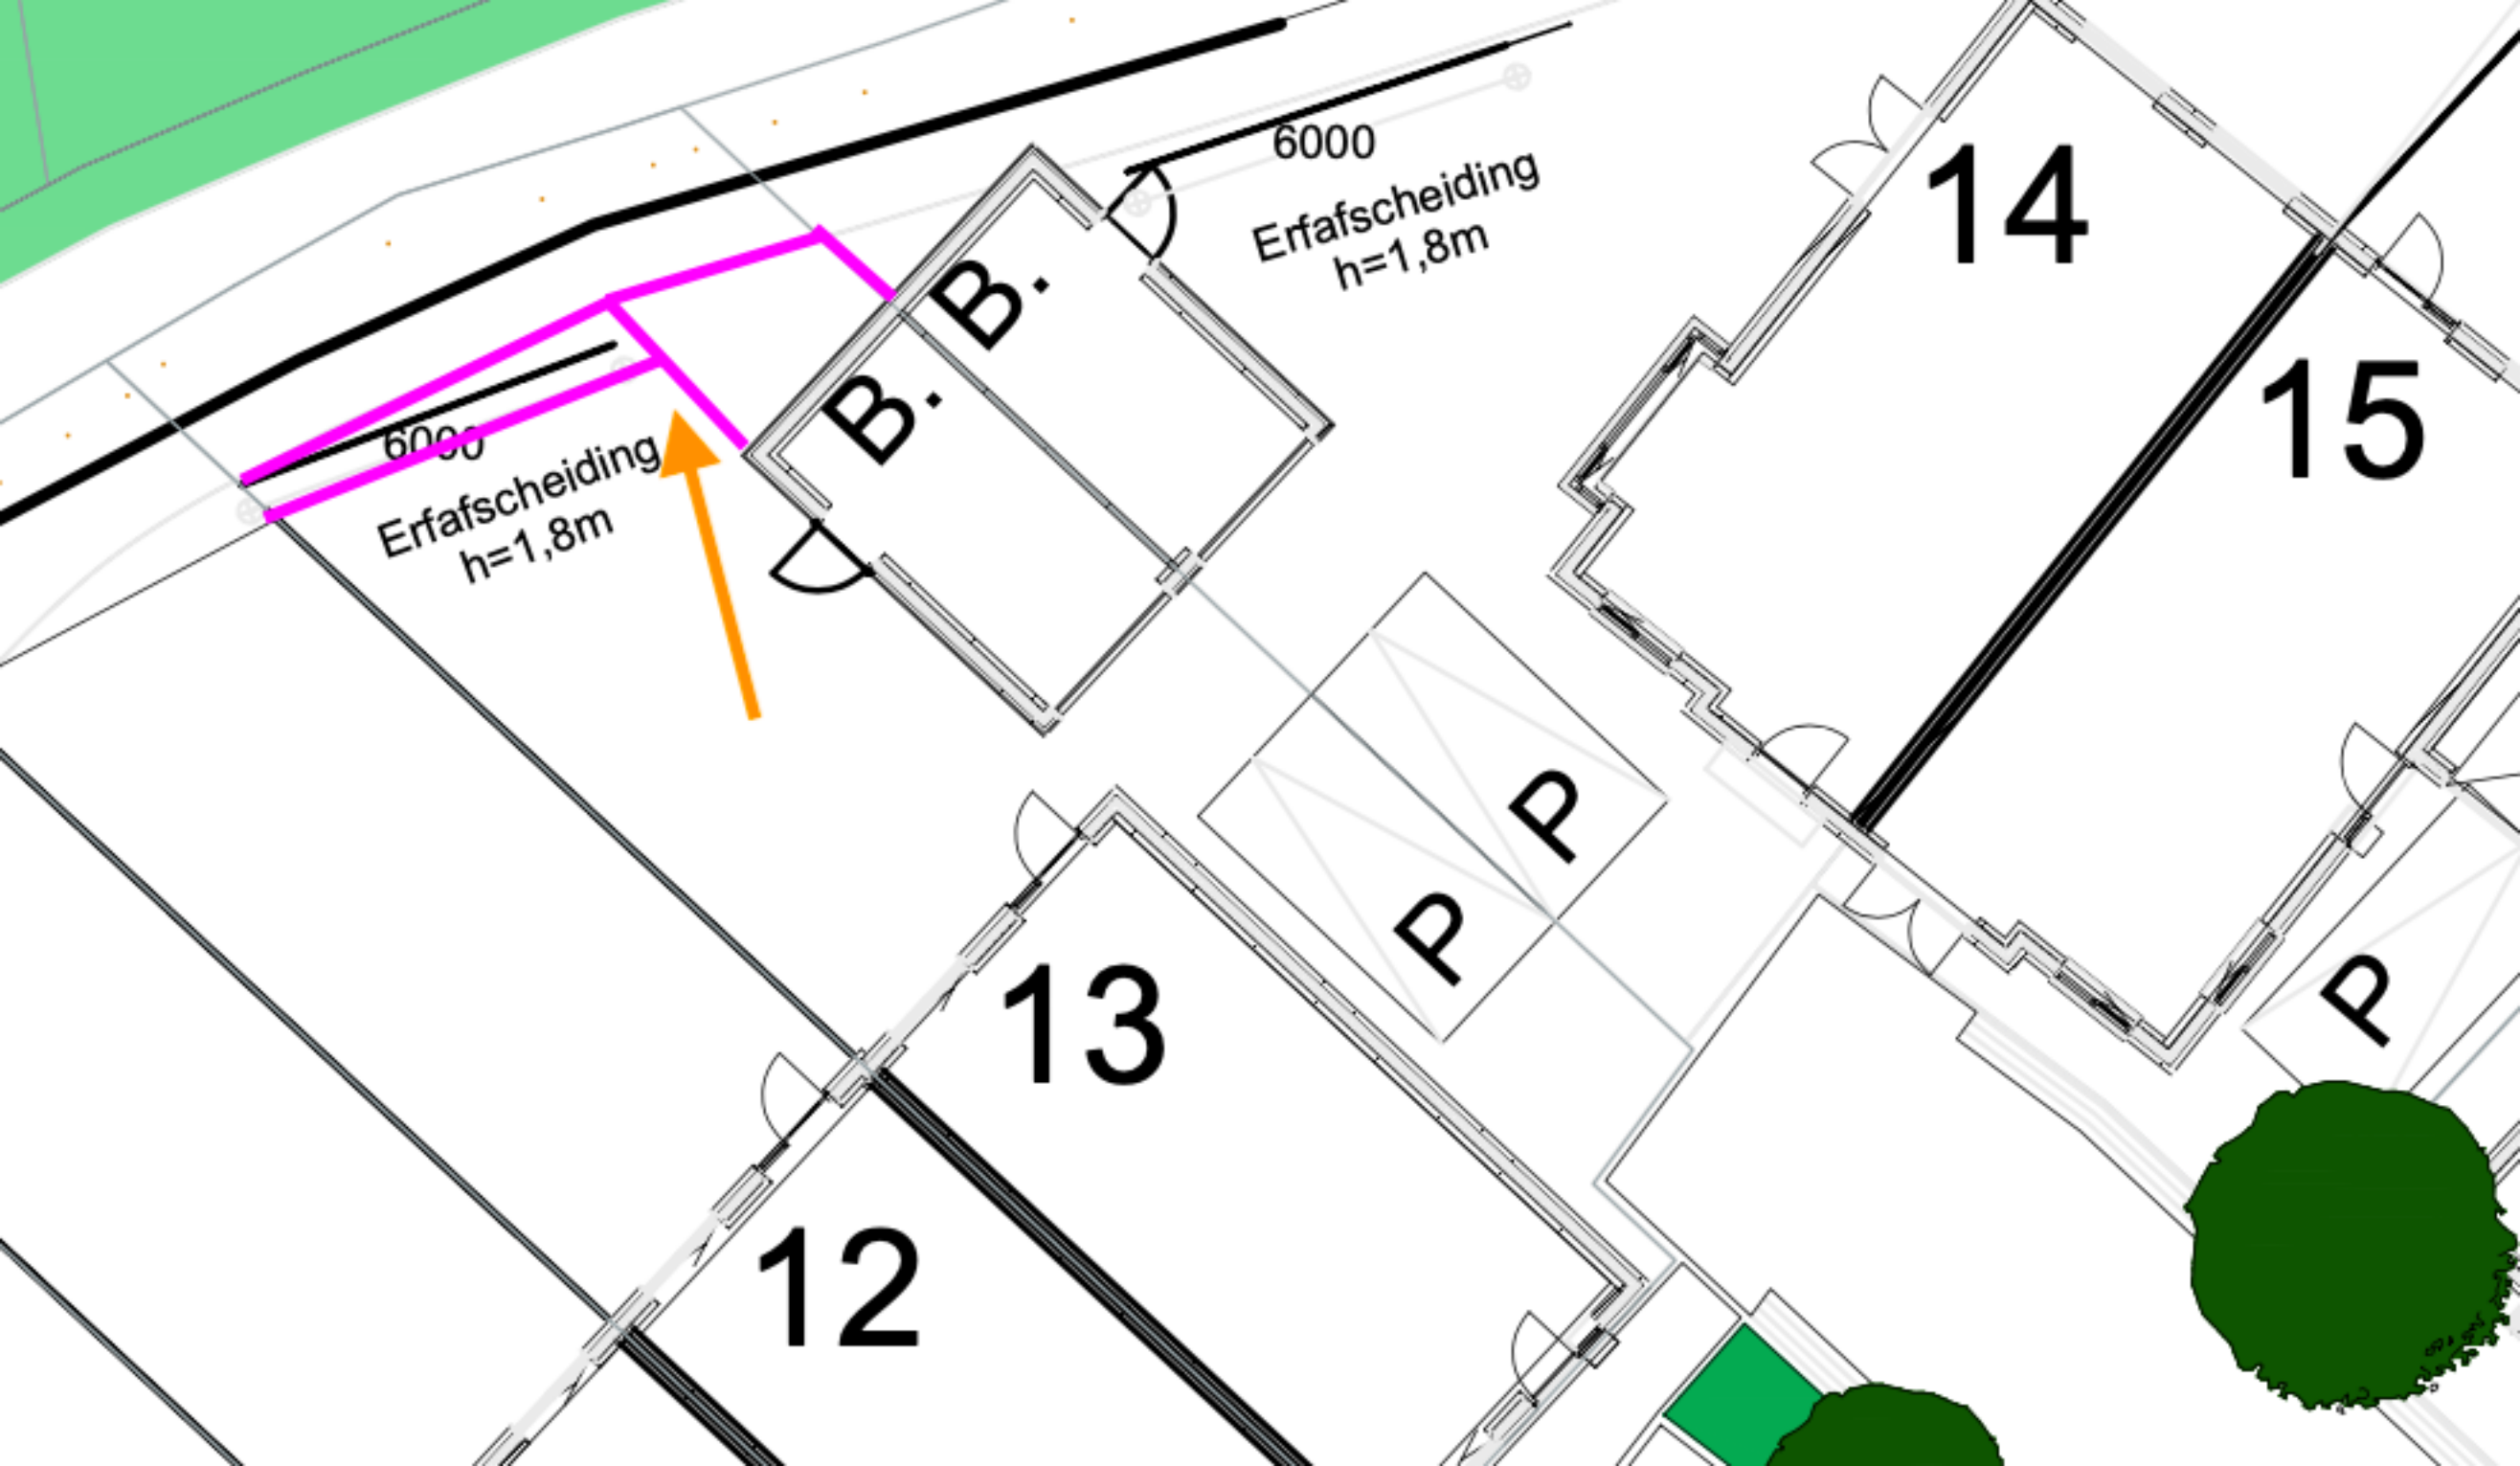 6000
Erfafscheiding
h=1,8m
14
B.
B.
15
6000
Erfafscheiding
h=1,8m
P
P
P
13
12